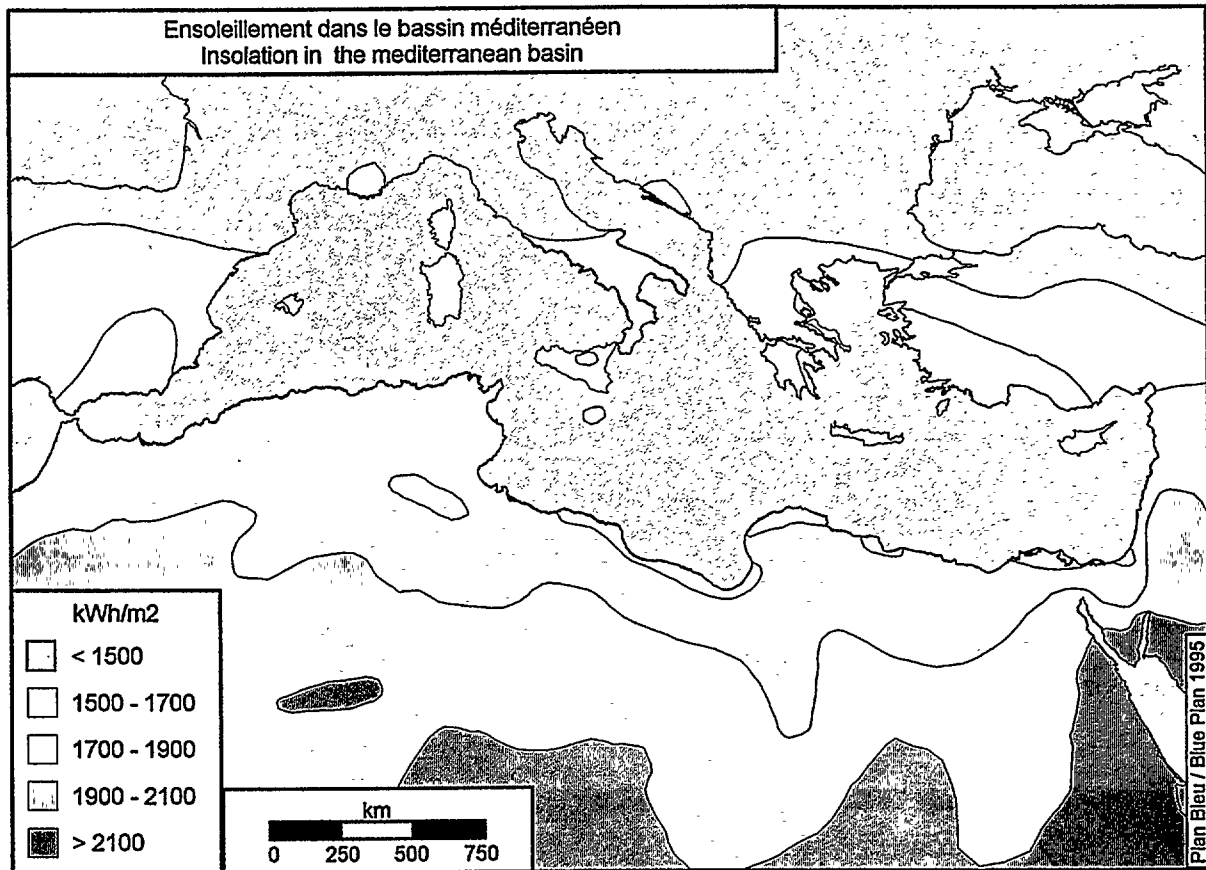 Ensoleillement dans le bassin méditerranéen
Insolation in the mediterranean basin
kWh/m2
< 1500
1500 - 1700
1700 - 1900
1900 - 2100
> 2100
km
0 250 500 750
Plan Bleu / Blue Plan 1995